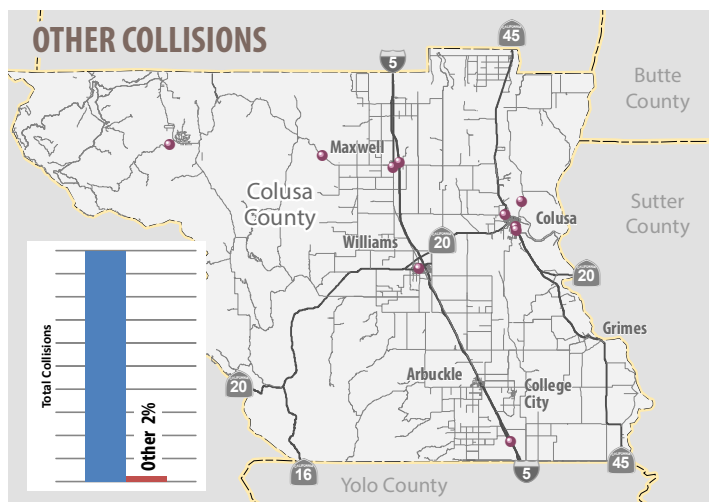 OTHER COLLISIONS
45
5
Butte
County
Maxwell
Colusa
County
Sutter
County
Colusa
Williams
20
20
Grimes
Total Collisions
Other 2%
Arbuckle
College
City
20
16
5
45
Yolo County